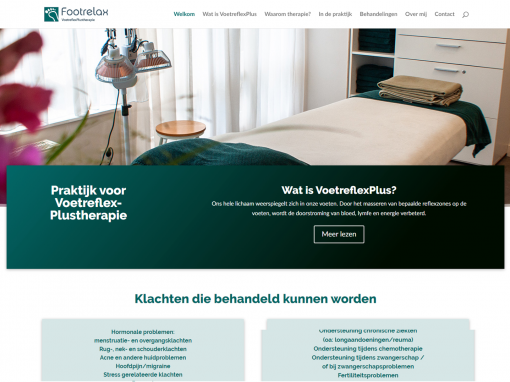 Footrelax
VoetreflexPlustherapie
Welkom Wat is VoetreflexPlus? Waarom therapie? In de praktijk Behandelingen Over mij Contact
Praktijk voor
Voetreflex-
Plustherapie
Wat is VoetreflexPlus?
Ons hele lichaam weerspiegelt zich in onze voeten. Door het masseren van bepaalde reflexzones op de
voeten, wordt de doorstroming van bloed, lymfe en energie verbeterd.
Meer lezen
Klachten die behandeld kunnen worden
Hormonale problemen:
menstruatie- en overgangsklachten
Rug-, nek- en schouderklachten
Acne en andere huidproblemen
Hoofdpijn/migraine
Stress gerelateerde klachten
Ondersteuning chronische ziekten
(oa: longaandoeningen/reuma)
Ondersteuning tijdens chemotherapie
Ondersteuning tijdens zwangerschap /
of bij zwangerschapsproblemen
Fertiliteitsproblemen